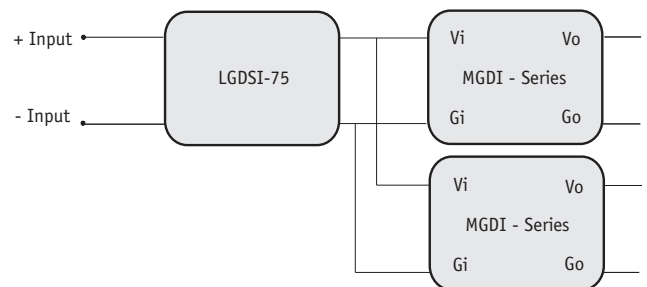 + Input
- Input
LGDSI-75
Vi Vo
MGDI - Series
Gi Go
Vi Vo
MGDI - Series
Gi Go